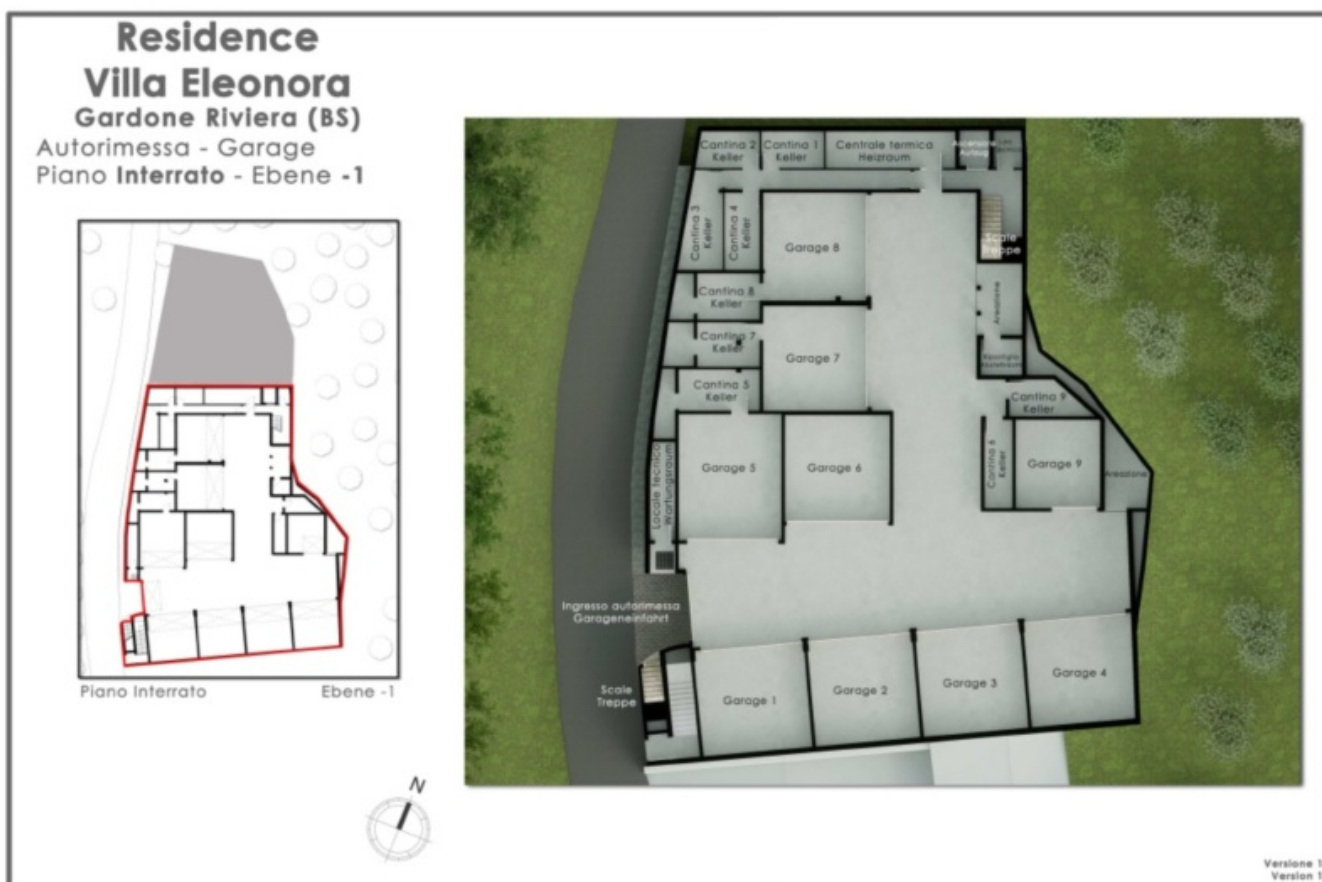 Residence
Villa Eleonora
Gardone Riviera (BS)
Autorimessa - Garage
Piano Interrato - Ebene -1
Piano Interrato
Ebene -1
N
Cantina 2
Keller
Cantina 1
Keller
Centrale termica
Heizraum
Cantina 3
Keller
Cantina 4
Keller
Garage 8
Scale
Treppe
Cantina 8
Keller
Areazione
Cantina 7
Keller
Garage 7
Cantina 5
Keller
Cantina 9
Keller
Garage 5
Garage 6
Cantina 6
Keller
Garage 9
Areazione
Locale tecnico
Wartungsraum
Ingresso autorimessa
Garageneinfahrt
Scale
Treppe
Garage 1
Garage 2
Garage 3
Garage 4
Versione 1
Version 1